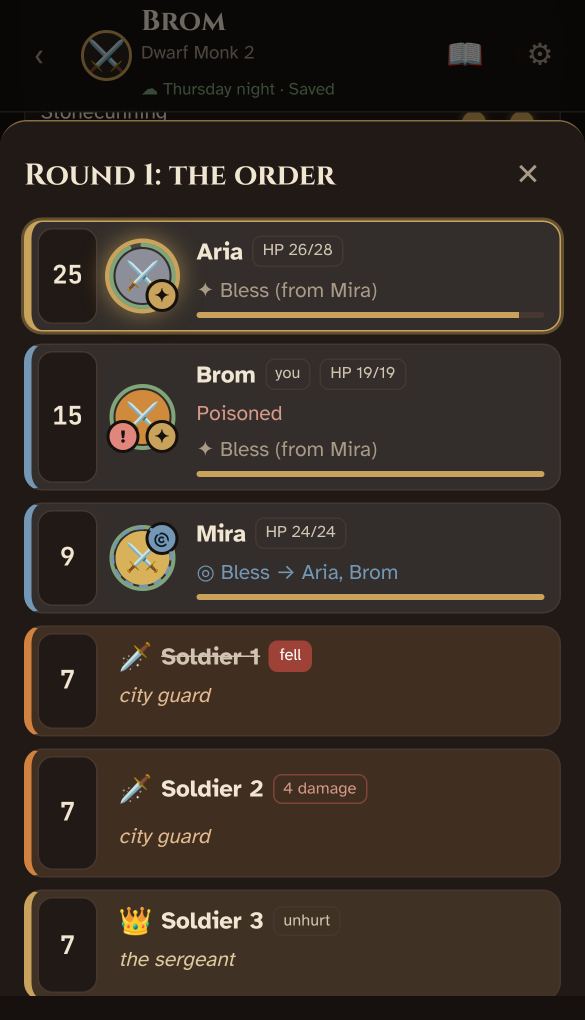 BROM
Dwarf Monk 2
Thursday night · Saved
Stonecunning
ROUND 1: THE ORDER
25
Aria HP 26/28
Bless (from Mira)
15
Brom you HP 19/19
Poisoned
Bless (from Mira)
9
Mira HP 24/24
Bless → Aria, Brom
7
Soldier 1 fell
city guard
7
Soldier 2 4 damage
city guard
7
Soldier 3 unhurt
the sergeant